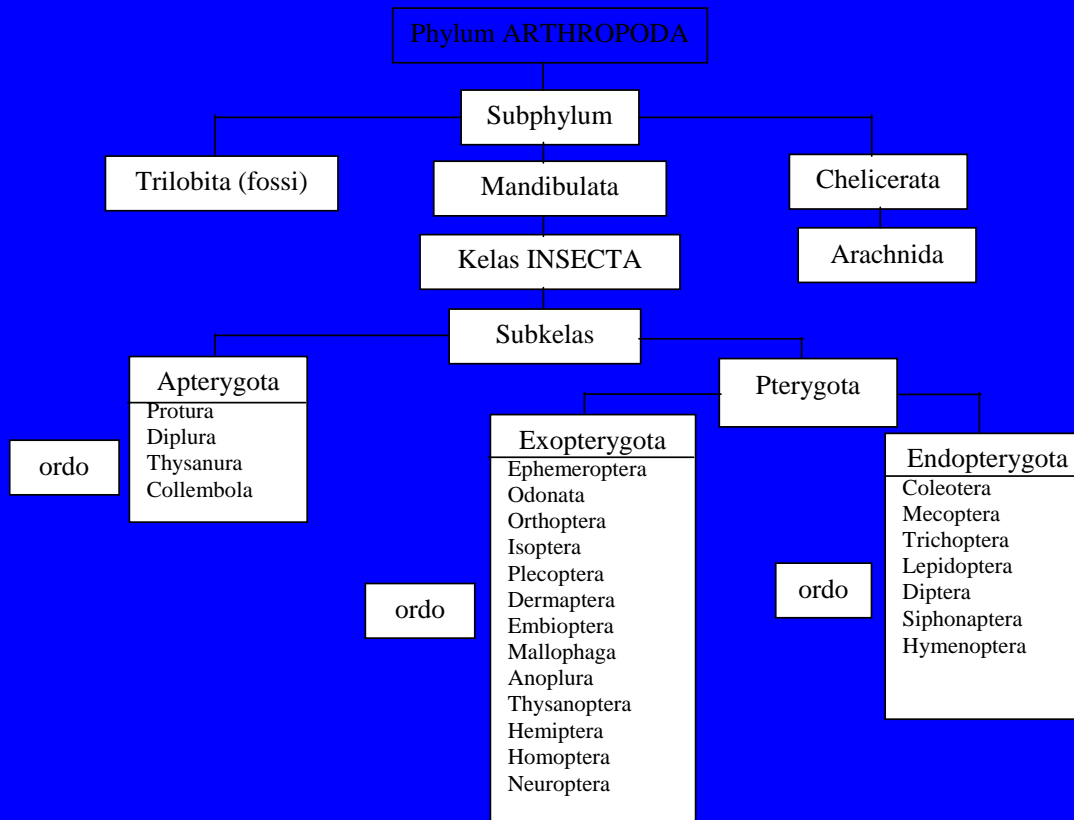 Phylum ARTHROPODA
Subphylum
Trilobita (fossi)
Mandibulata
Chelicerata
Kelas INSECTA
Arachnida
Subkelas
Apterygota
Protura
Diplura
Thysanura
Collembola
ordo
Pterygota
Exopterygota
Ephemeroptera
Odonata
Orthoptera
Isoptera
Plecoptera
Dermaptera
Embioptera
Mallophaga
Anoplura
Thysanoptera
Hemiptera
Homoptera
Neuroptera
ordo
Endopterygota
Coleotera
Mecoptera
Trichoptera
Lepidoptera
Diptera
Siphonaptera
Hymenoptera
ordo